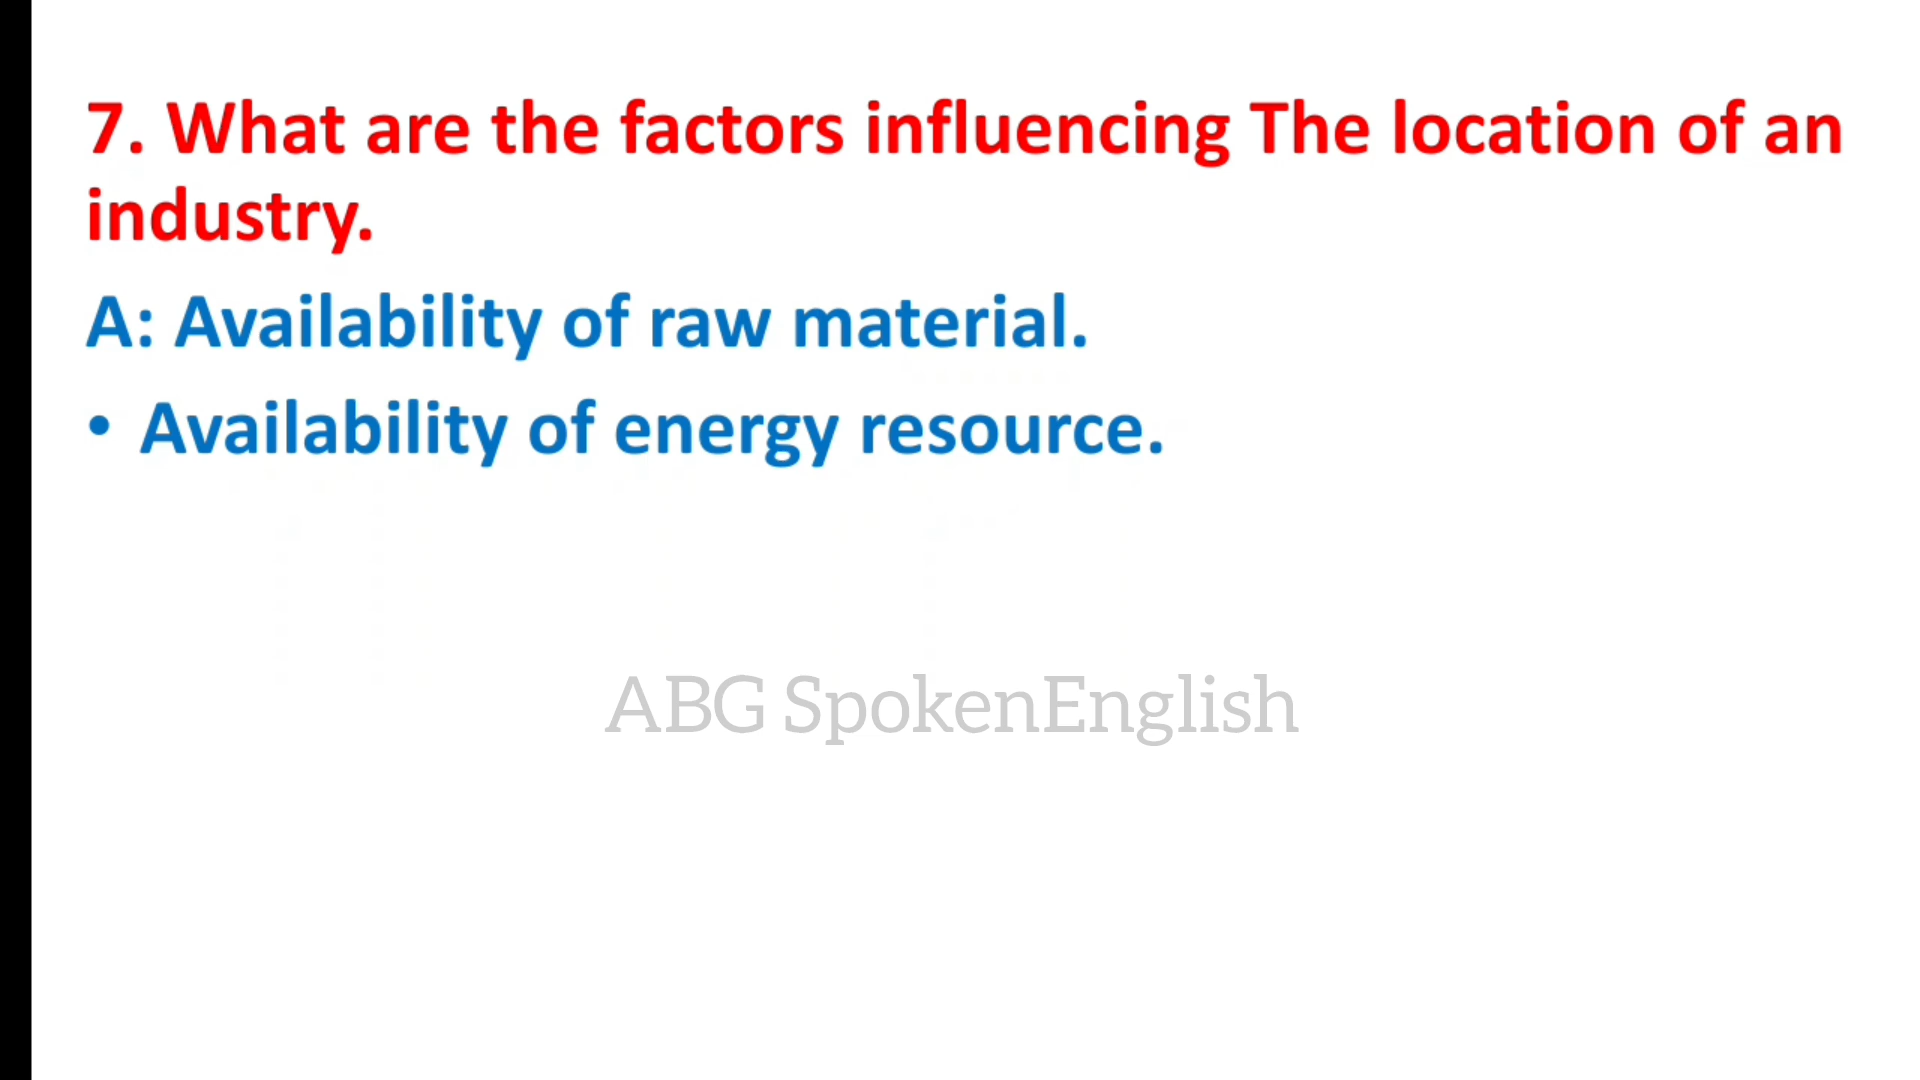 7. What are the factors influencing The location of an
industry.
A: Availability of raw material.
• Availability of energy resource.
ABG SpokenEnglish